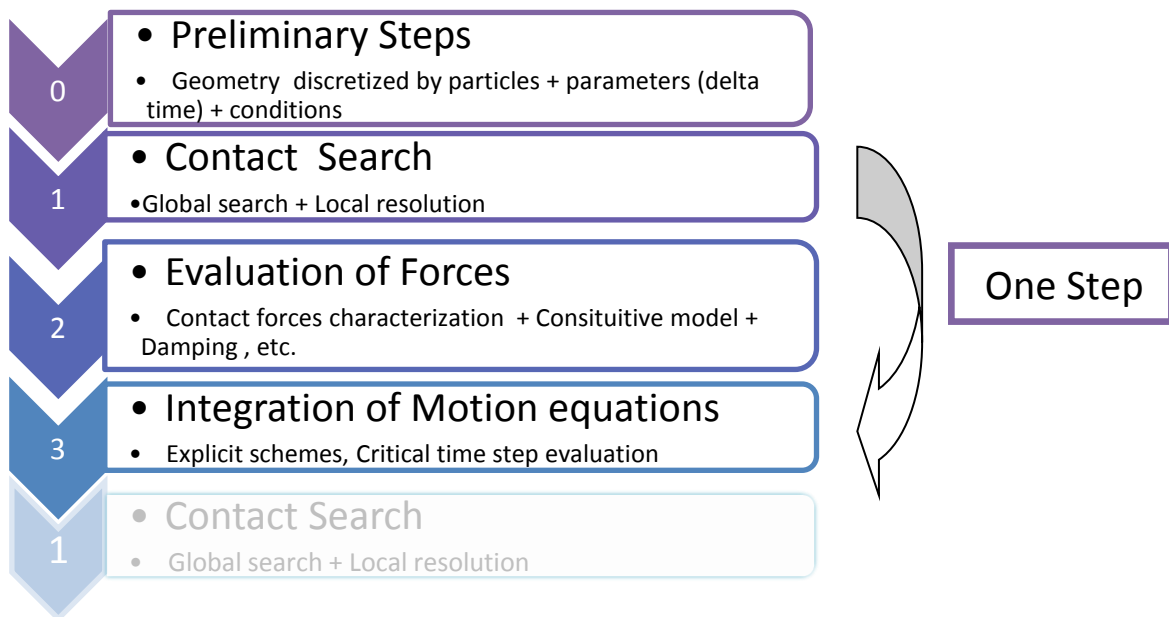 0
• Preliminary Steps
• Geometry discretized by particles + parameters (delta
time) + conditions
1
• Contact Search
•Global search + Local resolution
2
• Evaluation of Forces
• Contact forces characterization + Consituitive model +
Damping , etc.
3
• Integration of Motion equations
• Explicit schemes, Critical time step evaluation
1
• Contact Search
• Global search + Local resolution
One Step